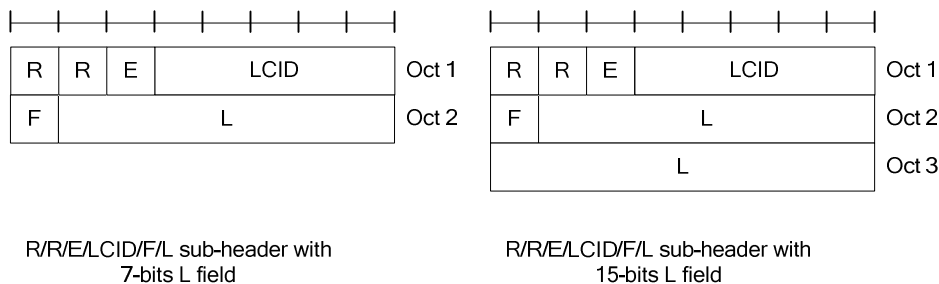 R R E LCID Oct 1
F L Oct 2
R/R/E/LCID/F/L sub-header with
7-bits L field
R R E LCID Oct 1
F L Oct 2
L Oct 3
R/R/E/LCID/F/L sub-header with
15-bits L field